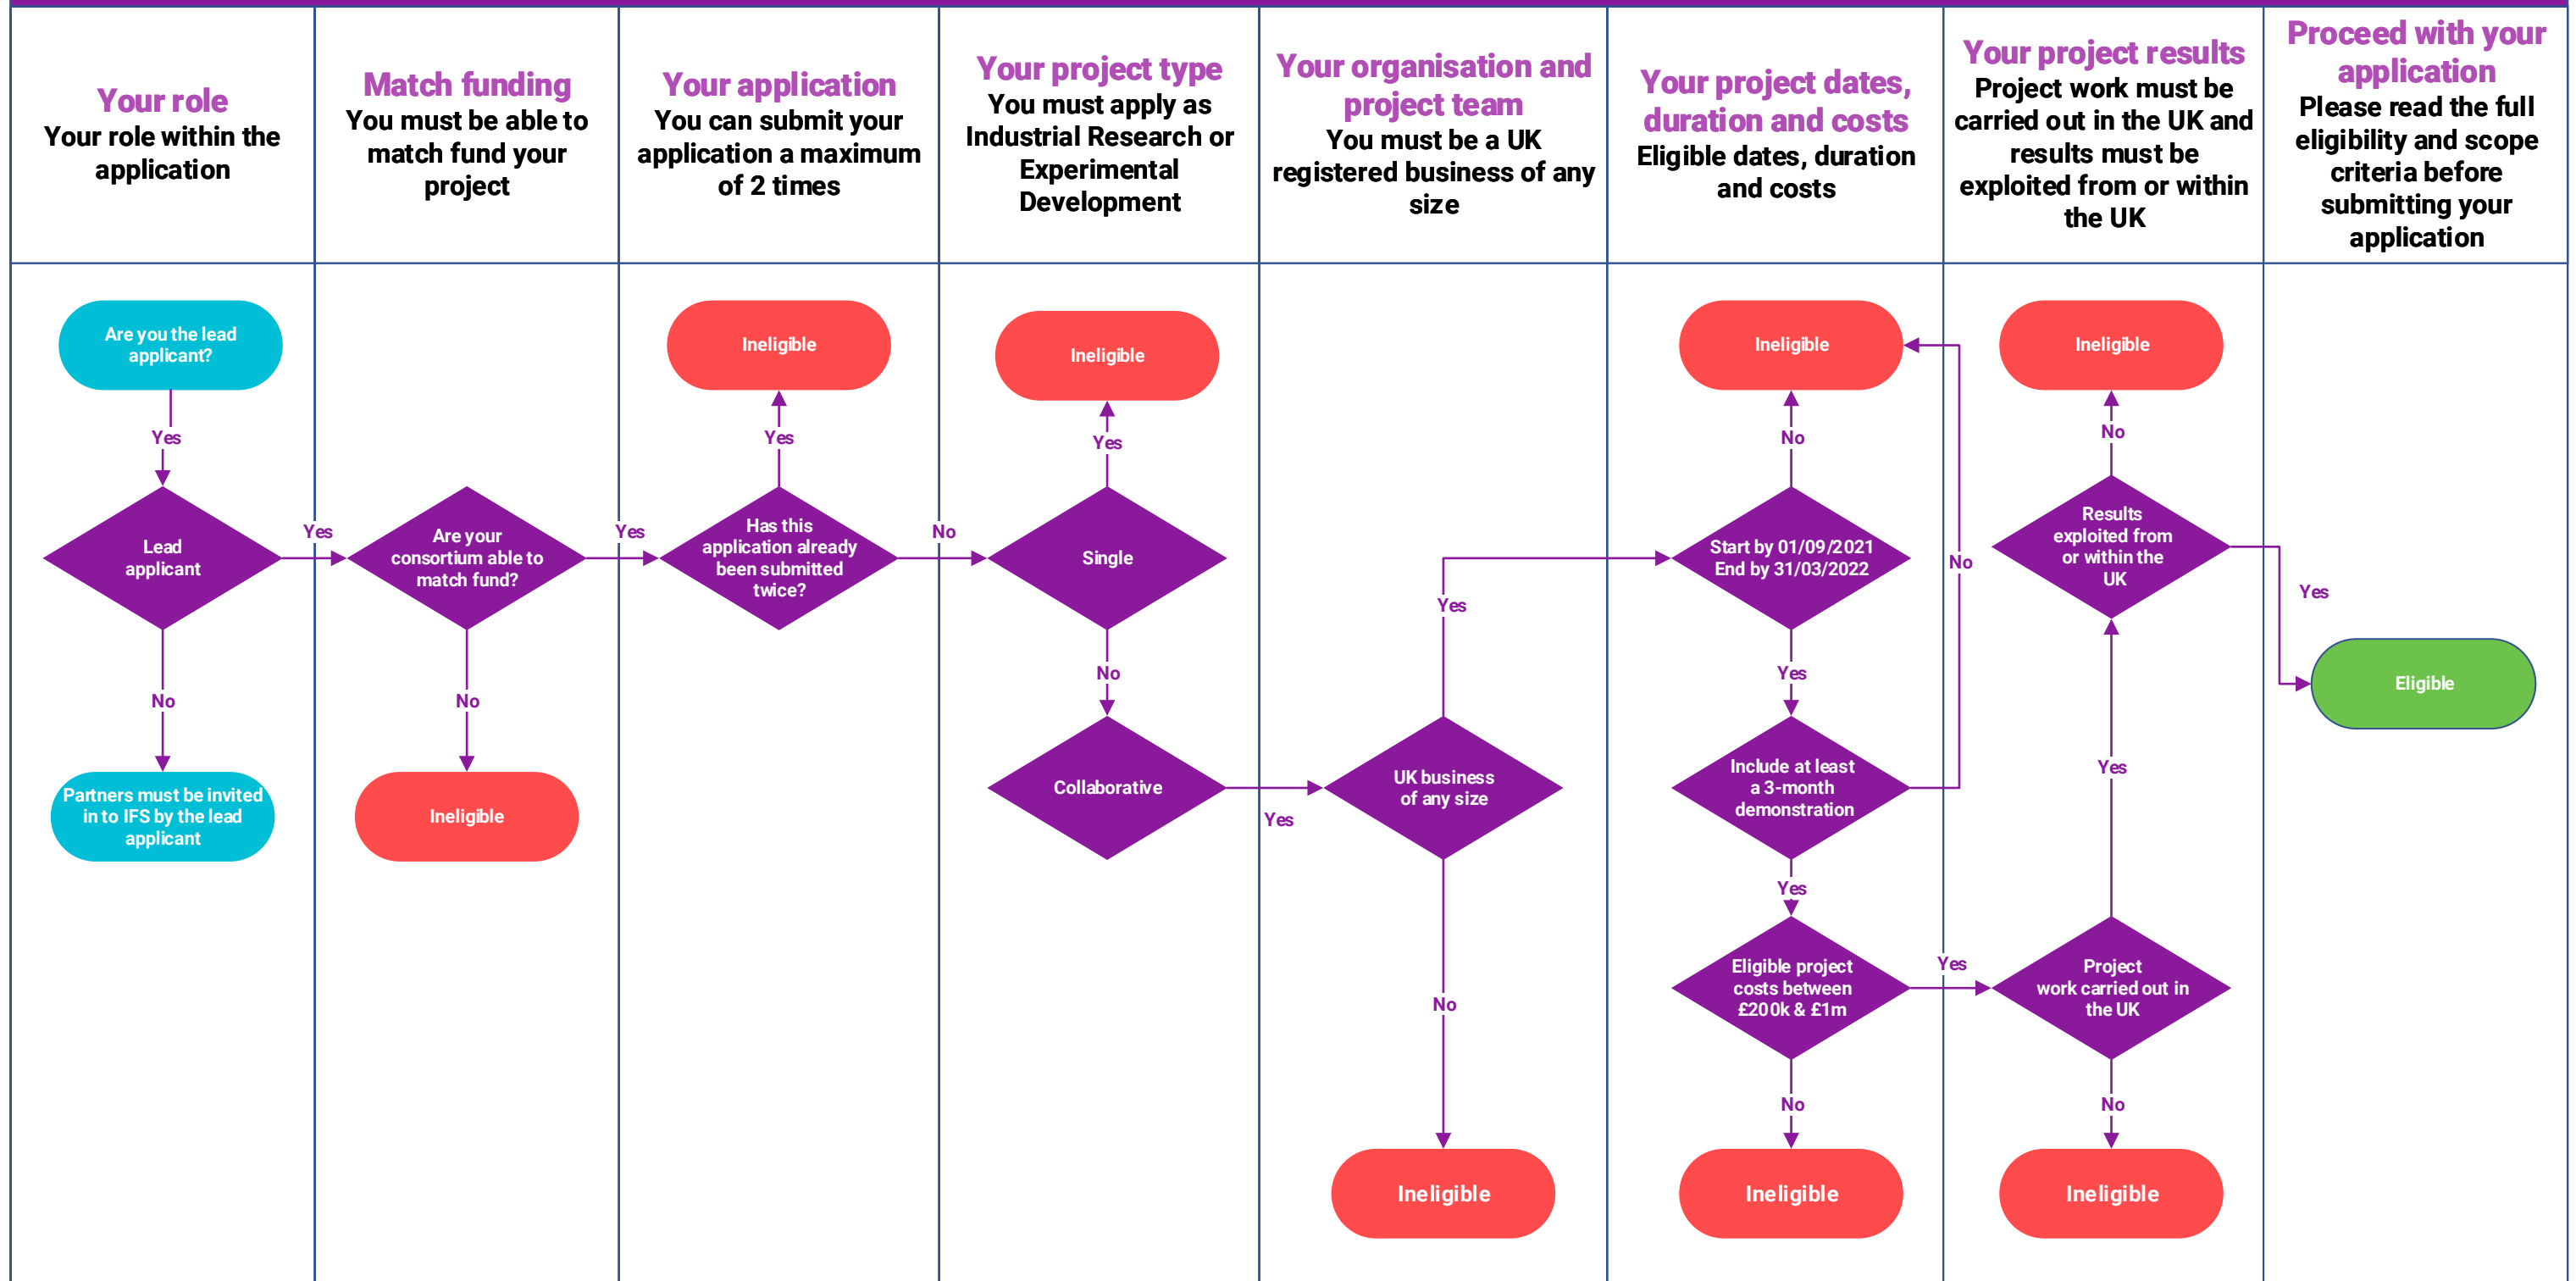 Your role
Your role within the
application
Match funding
You must be able to
match fund your
project
Your application
You can submit your
application a maximum
of 2 times
Your project type
You must apply as
Industrial Research or
Experimental
Development
Your organisation and
project team
You must be a UK
registered business of any
size
Your project dates,
duration and costs
Eligible dates, duration
and costs
Your project results
Project work must be
carried out in the UK and
results must be
exploited from or within
the UK
Proceed with your
application
Please read the full
eligibility and scope
criteria before
submitting your
application
Are you the lead
applicant?
Yes
Lead
applicant
Yes
No
Partners must be invited
in to IFS by the lead
applicant
Are your
consortium able to
match fund?
Yes
No
Ineligible
Ineligible
Yes
Has this
application already
been submitted
twice?
No
Ineligible
Yes
Single
No
Collaborative
Yes
UK business
of any size
Yes
No
Ineligible
Ineligible
No
Start by 01/09/2021
End by 31/03/2022
Yes
No
Include at least
a 3-month
demonstration
Yes
Eligible project
costs between
£200k & £1m
Yes
No
Ineligible
Ineligible
No
Results
exploited from
or within the
UK
Yes
Yes
Project
work carried out in
the UK
No
Ineligible
Eligible